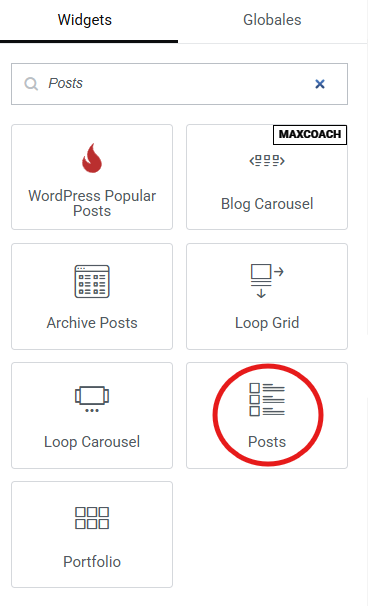 Widgets
Globales
Posts
MAXCOACH
WordPress Popular
Posts
Blog Carousel
Archive Posts
Loop Grid
Loop Carousel
Posts
Portfolio